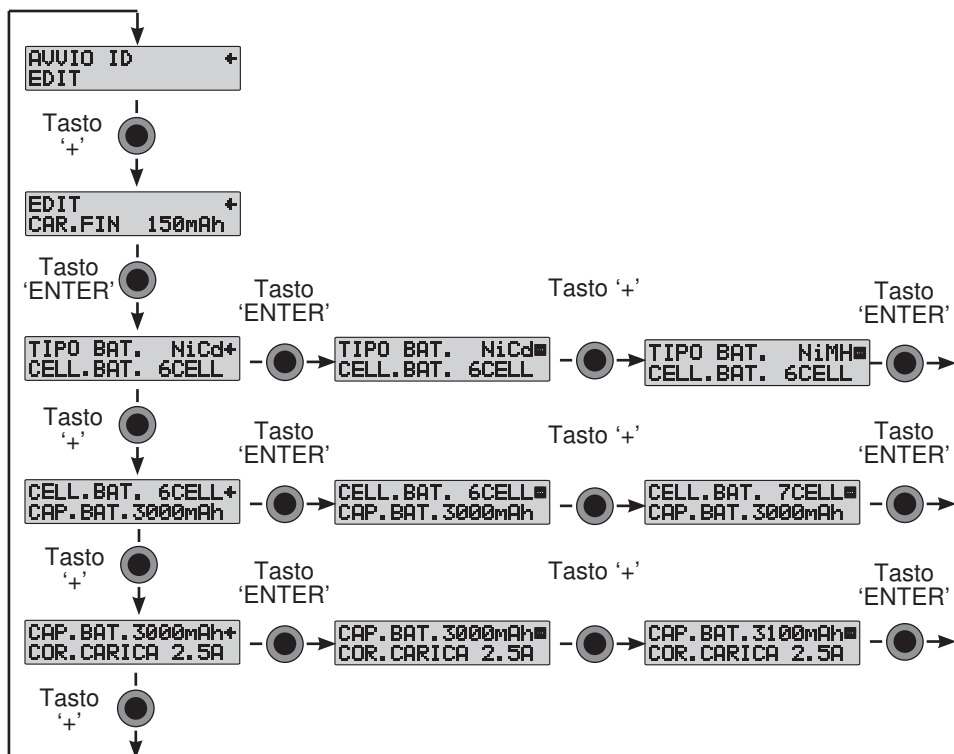 AVVIO ID ←
EDIT
Tasto
‘+’
EDIT ←
CAR.FIN 150mAh
Tasto
‘ENTER’
Tasto
‘ENTER’
Tasto ‘+’
Tasto
‘ENTER’
TIPO BAT. NiCd←
CELL.BAT. 6CELL
TIPO BAT. NiCd
CELL.BAT. 6CELL
TIPO BAT. NiMH
CELL.BAT. 6CELL
Tasto
‘+’
Tasto
‘ENTER’
Tasto ‘+’
Tasto
‘ENTER’
CELL.BAT. 6CELL←
CAP.BAT.3000mAh
CELL.BAT. 6CELL
CAP.BAT.3000mAh
CELL.BAT. 7CELL
CAP.BAT.3000mAh
Tasto
‘+’
Tasto
‘ENTER’
Tasto ‘+’
Tasto
‘ENTER’
CAP.BAT.3000mAh←
COR.CARICA 2.5A
CAP.BAT.3000mAh
COR.CARICA 2.5A
CAP.BAT.3100mAh
COR.CARICA 2.5A
Tasto
‘+’